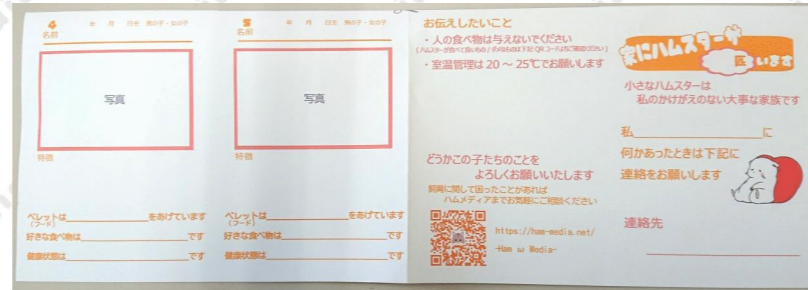 4 年 月 日生 男の子・女の子
名前
写真
特徴
ペレットは をあげています
(フード)
好きな食べ物は です
健康状態は です
5 年 月 日生 男の子・女の子
名前
写真
特徴
ペレットは をあげています
(フード)
好きな食べ物は です
健康状態は です
お伝えしたいこと
・人の食べ物は与えないでください
・室温管理は 20 ～ 25℃でお願いします
どうかこの子たちのことを
よろしくお願いいたします
飼育に関して困ったことがあれば
ハムメディアまでお気軽にご相談ください
https://ham-media.net/
-Ham ω Media-
家にハムスターが
匹 います
小さなハムスターは
私のかけがえのない大事な家族です
私 に
何かあったときは下記に
連絡をお願いします
連絡先